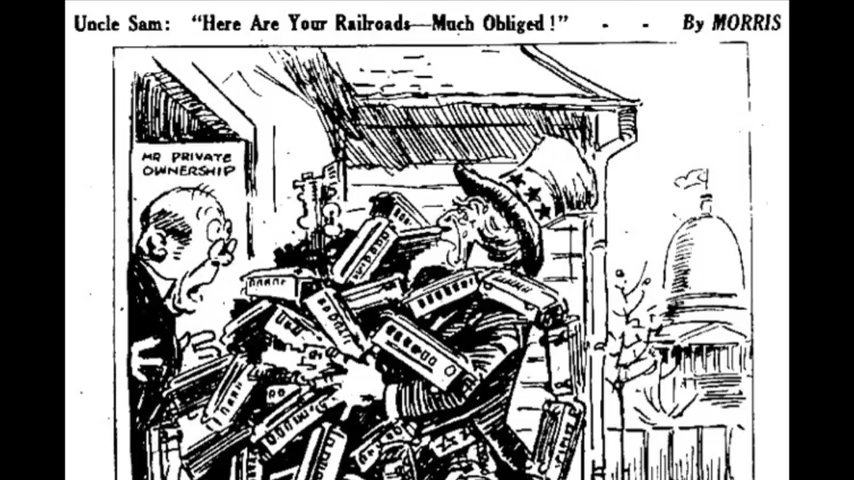 Uncle Sam: "Here Are Your Railroads—Much Obliged!" - - By MORRIS
MR PRIVATE
OWNERSHIP